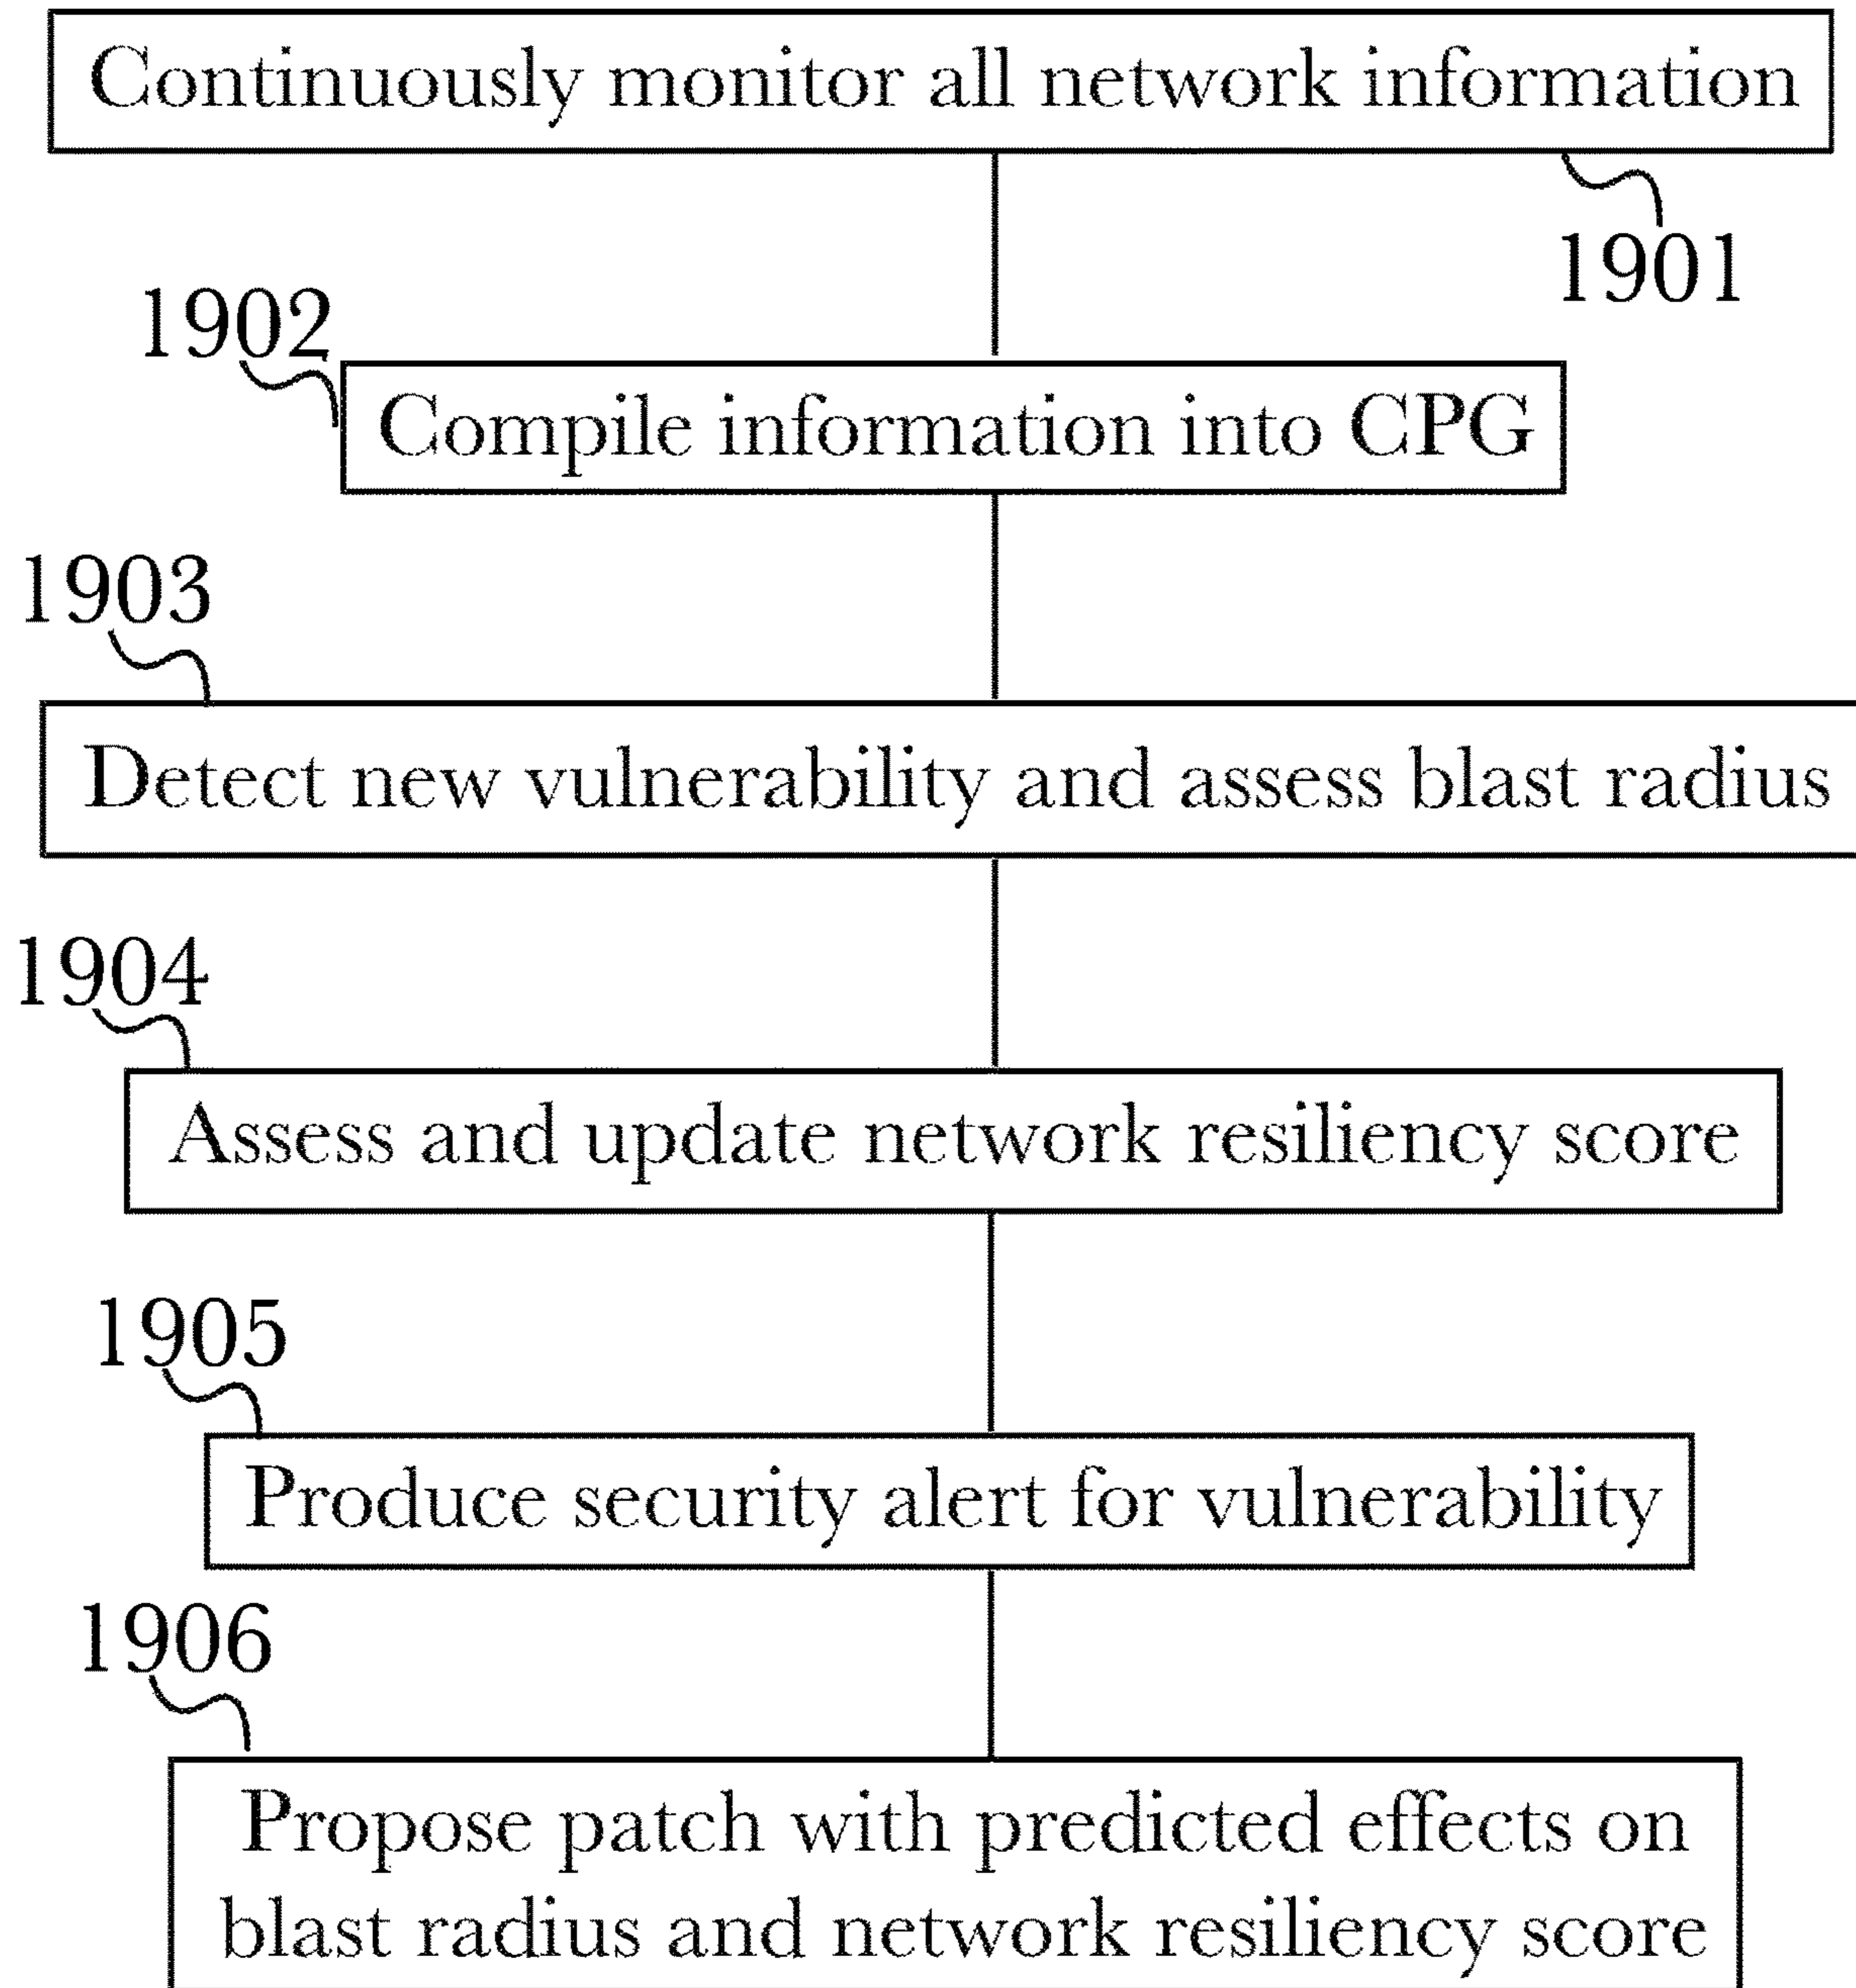 Continuously monitor all network information
1901
1902
Compile information into CPG
1903
Detect new vulnerability and assess blast radius
1904
Assess and update network resiliency score
1905
Produce security alert for vulnerability
1906
Propose patch with predicted effects on
blast radius and network resiliency score